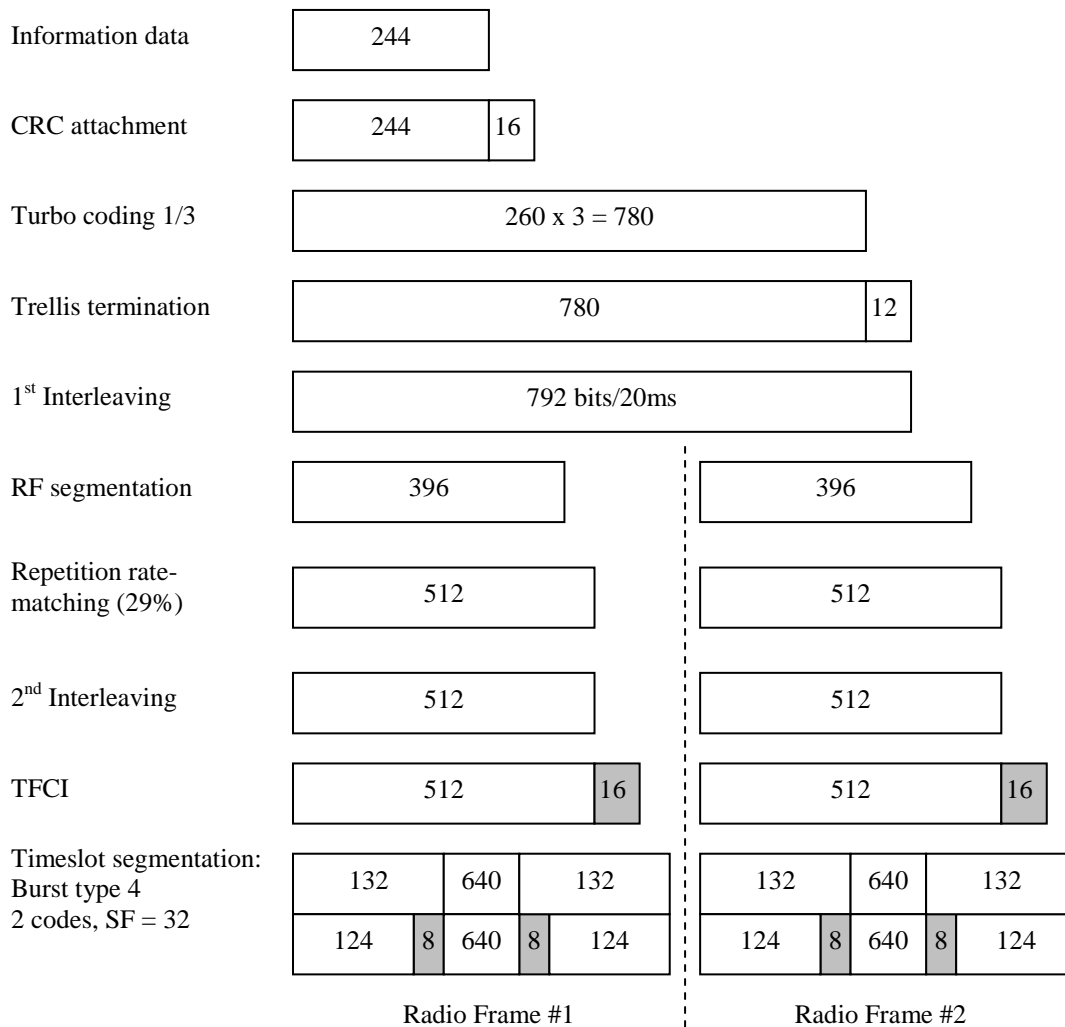 Information data
244
CRC attachment
244 16
Turbo coding 1/3
260 x 3 = 780
Trellis termination
780 12
1st Interleaving
792 bits/20ms
RF segmentation
396 396
Repetition rate-
matching (29%)
512 512
2nd Interleaving
512 512
TFCI
512 16 512 16
Timeslot segmentation:
Burst type 4
2 codes, SF = 32
132 640 132 132 640 132
124 8 640 8 124 124 8 640 8 124
Radio Frame #1 Radio Frame #2